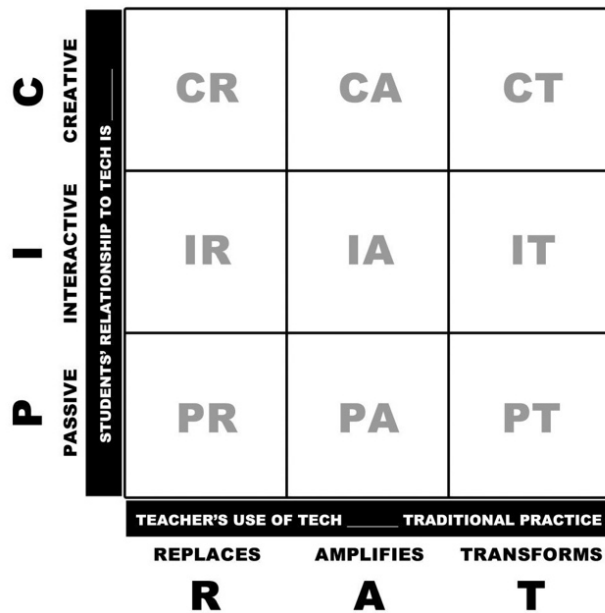 C
CREATIVE
I
INTERACTIVE
P
PASSIVE
STUDENTS' RELATIONSHIP TO TECH IS _____
CR CA CT
IR IA IT
PR PA PT
TEACHER'S USE OF TECH ______ TRADITIONAL PRACTICE
REPLACES AMPLIFIES TRANSFORMS
R A T